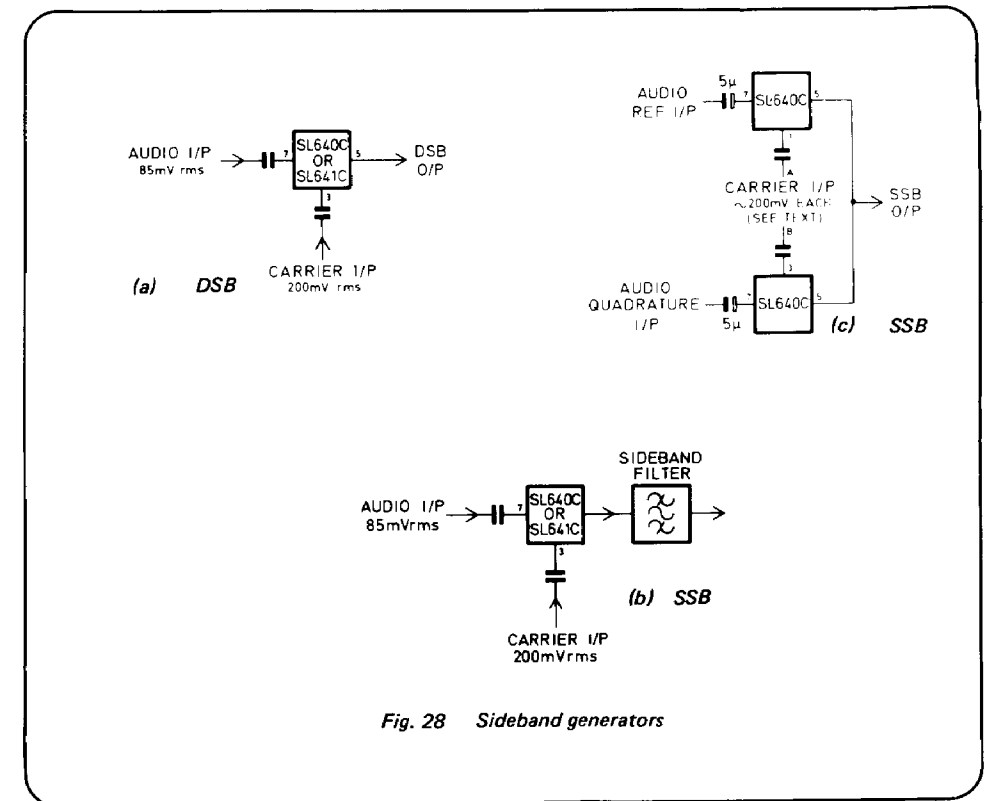 AUDIO I/P
85mV rms
7
SL640C
OR
SL641C
5
DSB
O/P
3
CARRIER I/P
200mV rms
(a) DSB
AUDIO
REF I/P
5μ
7
SL640C
5
1
A
CARRIER I/P
~200mV EACH
(SEE TEXT)
B
3
SSB
O/P
AUDIO
QUADRATURE
I/P
5μ
7
SL640C
5
(c) SSB
AUDIO I/P
85mVrms
7
SL640C
OR
SL641C
3
SIDEBAND
FILTER
CARRIER I/P
200mVrms
(b) SSB
Fig. 28 Sideband generators